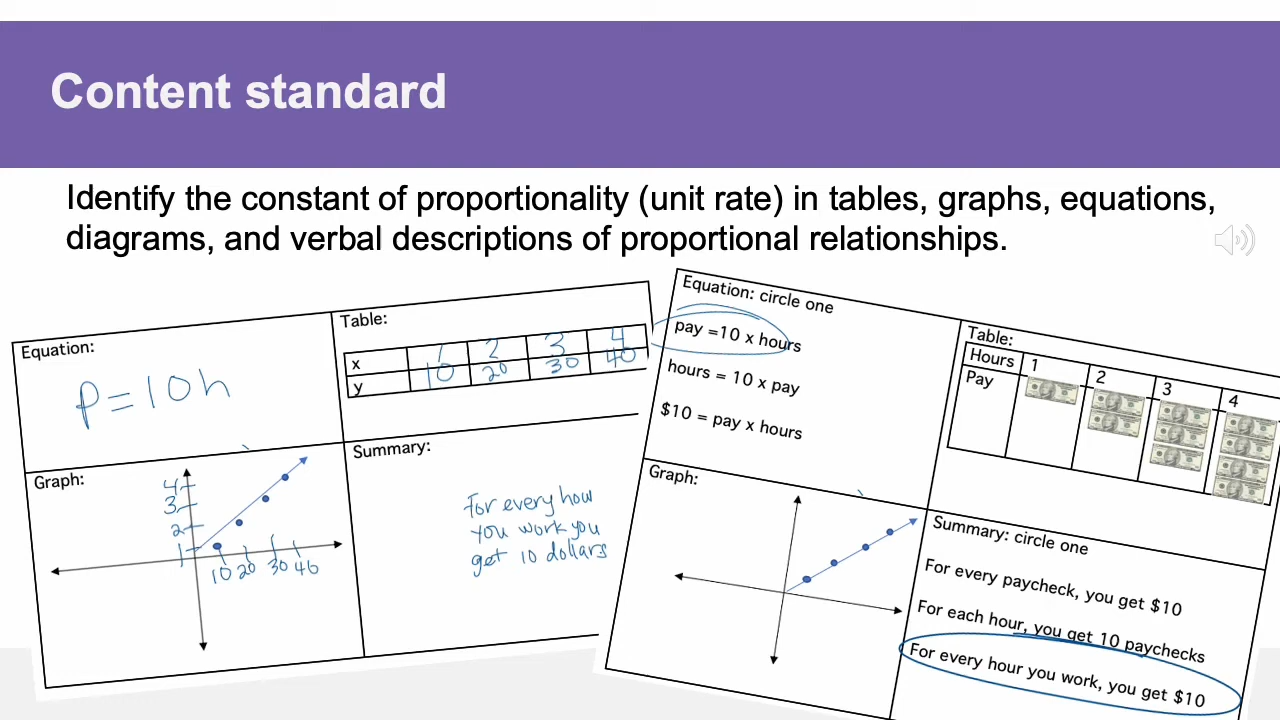 Content standard
Identify the constant of proportionality (unit rate) in tables, graphs, equations,
diagrams, and verbal descriptions of proportional relationships.
Equation:
P=10h
Table:
x 1 2 3 4
y 10 20 30 40
Graph:
4
3
2
1
10 20 30 40
Summary:
For every hour
you work you
get 10 dollars
Equation: circle one
pay =10 x hours
hours = 10 x pay
$10 = pay x hours
Table:
Hours 1 2 3 4
Pay
Graph:
Summary: circle one
For every paycheck, you get $10
For each hour, you get 10 paychecks
For every hour you work, you get $10